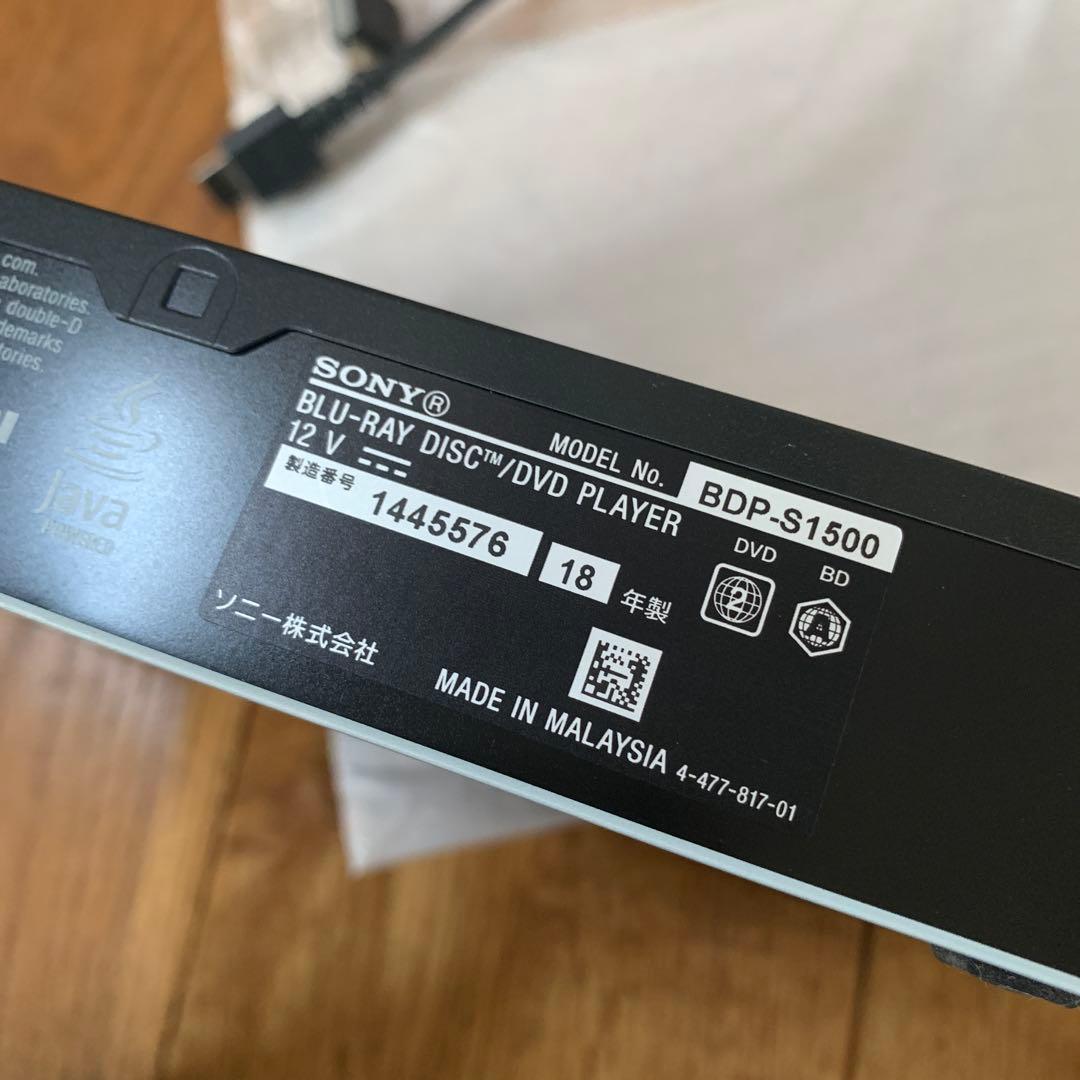 com.
aboratories.
double-D
demarks
tories.
Java
POWERED
SONY®
MODEL No. BDP-S1500
BLU-RAY DISC™/DVD PLAYER
12 V
製造番号 1445576 18 年製
DVD
BD
2
A
ソニー株式会社
MADE IN MALAYSIA
4-477-817-01